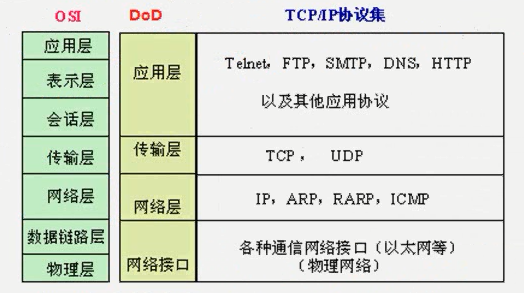 OSI DoD TCP/IP协议集
应用层
表示层
会话层
传输层
网络层
数据链路层
物理层
应用层
传输层
网络层
网络接口
Telnet, FTP, SMTP, DNS, HTTP
以及其他应用协议
TCP, UDP
IP, ARP, RARP, ICMP
各种通信网络接口(以太网等)
(物理网络)